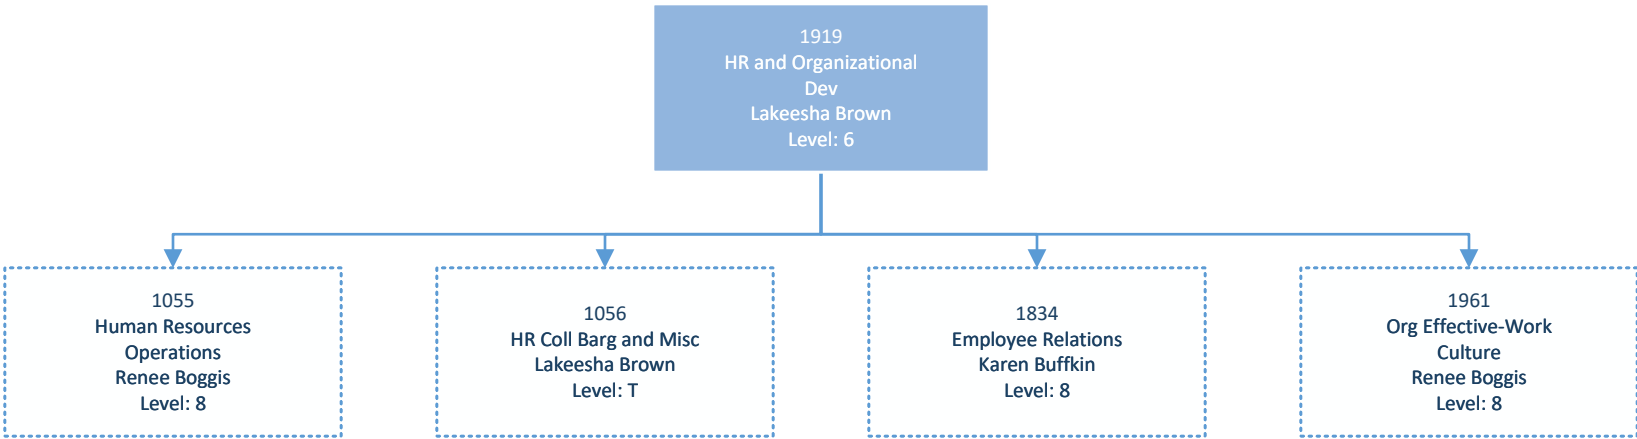 1919
HR and Organizational
Dev
Lakeesha Brown
Level: 6
1055
Human Resources
Operations
Renee Boggis
Level: 8
1056
HR Coll Barg and Misc
Lakeesha Brown
Level: T
1834
Employee Relations
Karen Buffkin
Level: 8
1961
Org Effective-Work
Culture
Renee Boggis
Level: 8